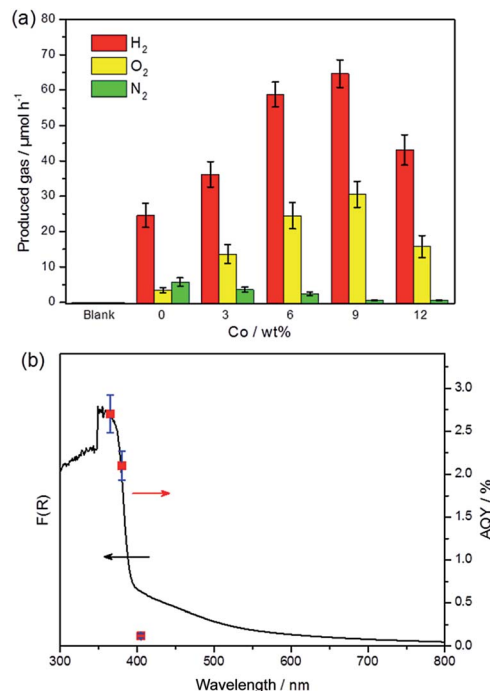 (a)
80
70
60
50
40
30
20
10
0
Produced gas / μmol h⁻¹
H₂
O₂
N₂
Blank 0 3 6 9 12
Co / wt%
(b)
F(R)
3.0
2.5
2.0
1.5
1.0
0.5
0.0
AQY / %
300 400 500 600 700 800
Wavelength / nm